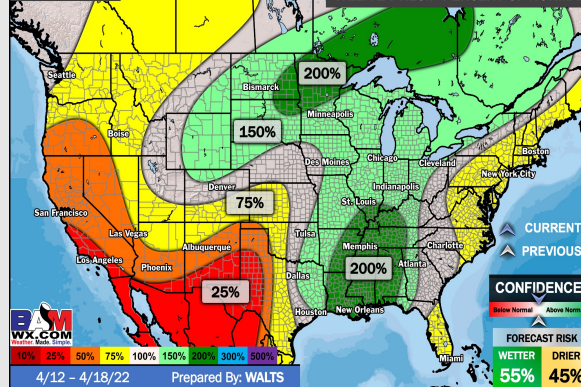 200%
Seattle
Bismarck
Minneapolis
150%
Boise
Boston
Des Moines
Chicago
Cleveland
New York City
Denver
Indianapolis
75%
St. Louis
San Francisco
Las Vegas
Tulsa
CURRENT
Albuquerque
Memphis
Charlotte
PREVIOUS
Los Angeles
Phoenix
200%
Atlanta
Dallas
CONFIDENCE
25%
Houston
New Orleans
Below Normal
Above Norm
BAM
WX.COM
Weather. Made. Simple.
FORECAST RISK
10% 25% 50% 75% 100% 150% 200% 300% 500%
Miami
WETTER
DRIER
55%
45%
4/12 – 4/18/22
Prepared By: WALTS